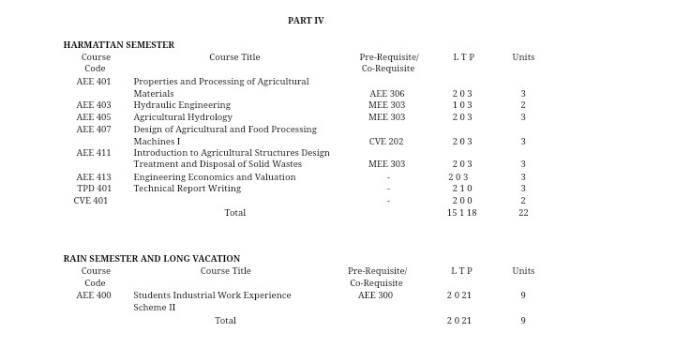 PART IV
HARMATTAN SEMESTER
Course Course Title Pre-Requisite/ L T P Units
Code Co-Requisite
AEE 401 Properties and Processing of Agricultural
Materials AEE 306 2 0 3 3
AEE 403 Hydraulic Engineering MEE 303 1 0 3 2
AEE 405 Agricultural Hydrology MEE 303 2 0 3 3
AEE 407 Design of Agricultural and Food Processing
Machines I CVE 202 2 0 3 3
AEE 411 Introduction to Agricultural Structures Design
Treatment and Disposal of Solid Wastes MEE 303 2 0 3 3
AEE 413 Engineering Economics and Valuation - 2 0 3 3
TPD 401 Technical Report Writing - 2 1 0 3
CVE 401 - 2 0 0 2
Total 15 1 18 22
RAIN SEMESTER AND LONG VACATION
Course Course Title Pre-Requisite/ L T P Units
Code Co-Requisite
AEE 400 Students Industrial Work Experience AEE 300 2 0 21 9
Scheme II
Total 2 0 21 9